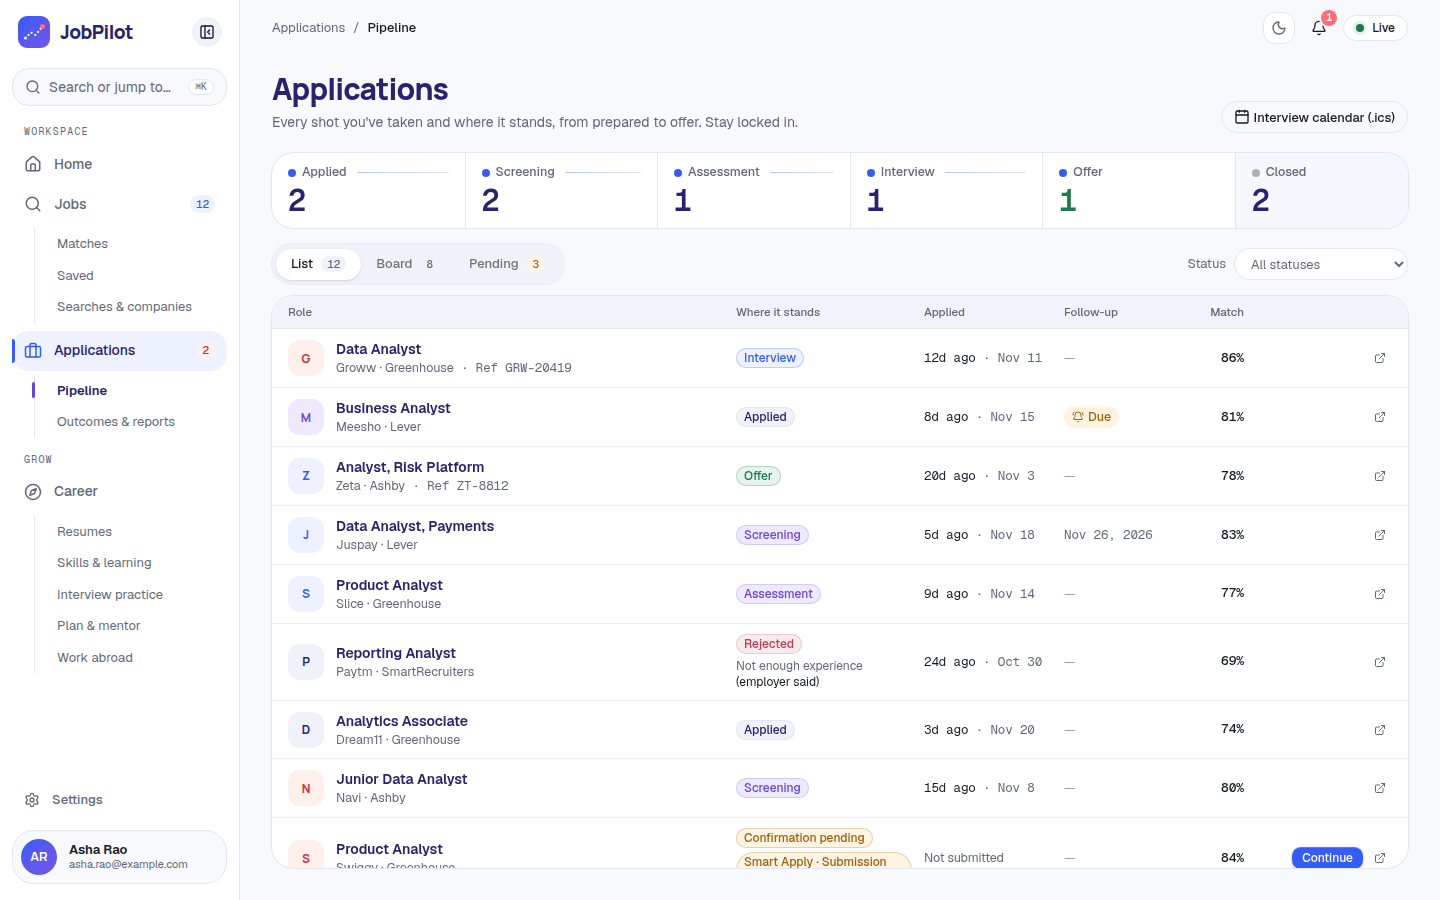 JobPilot
Search or jump to...
⌘K
WORKSPACE
Home
Jobs 12
Matches
Saved
Searches & companies
Applications 2
Pipeline
Outcomes & reports
GROW
Career
Resumes
Skills & learning
Interview practice
Plan & mentor
Work abroad
Settings
AR
Asha Rao
asha.rao@example.com
Applications / Pipeline
1
Live
Applications
Every shot you've taken and where it stands, from prepared to offer. Stay locked in.
Interview calendar (.ics)
Applied
2
Screening
2
Assessment
1
Interview
1
Offer
1
Closed
2
List 12
Board 8
Pending 3
Status
All statuses
Role Where it stands Applied Follow-up Match
G
Data Analyst
Groww · Greenhouse · Ref GRW-20419
Interview
12d ago · Nov 11
—
86%
M
Business Analyst
Meesho · Lever
Applied
8d ago · Nov 15
Due
81%
Z
Analyst, Risk Platform
Zeta · Ashby · Ref ZT-8812
Offer
20d ago · Nov 3
—
78%
J
Data Analyst, Payments
Juspay · Lever
Screening
5d ago · Nov 18
Nov 26, 2026
83%
S
Product Analyst
Slice · Greenhouse
Assessment
9d ago · Nov 14
—
77%
P
Reporting Analyst
Paytm · SmartRecruiters
Rejected
Not enough experience
(employer said)
24d ago · Oct 30
—
69%
D
Analytics Associate
Dream11 · Greenhouse
Applied
3d ago · Nov 20
—
74%
N
Junior Data Analyst
Navi · Ashby
Screening
15d ago · Nov 8
—
80%
S
Product Analyst
Swiggy · Greenhouse
Confirmation pending
Smart Apply · Submission
Not submitted
—
84%
Continue